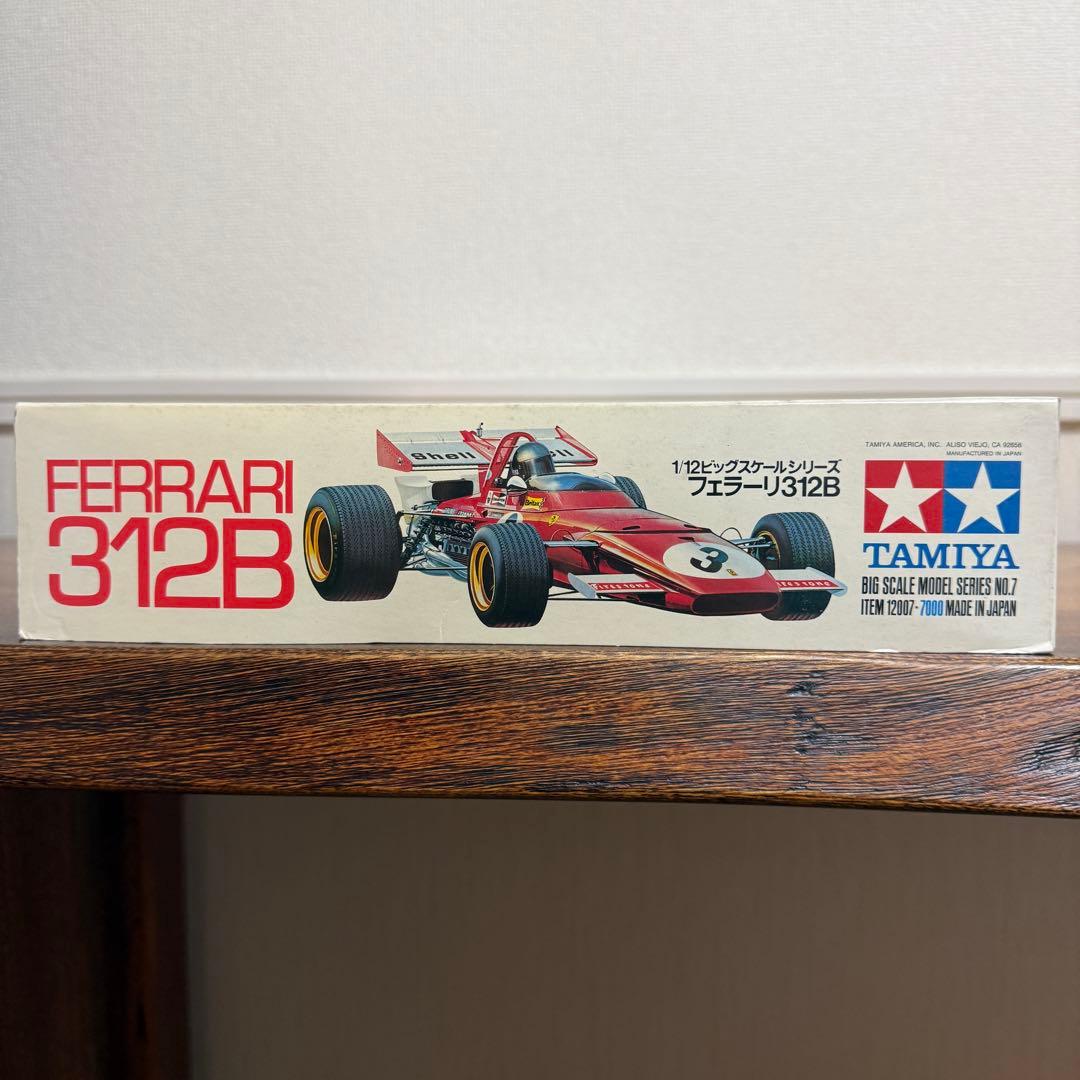 FERRARI
312B
Shell
3
Firestone
1/12ビッグスケールシリーズ
フェラーリ312B
TAMIYA AMERICA, INC. ALISO VIEJO, CA 92656
MANUFACTURED IN JAPAN
TAMIYA
BIG SCALE MODEL SERIES NO.7
ITEM 12007-7000 MADE IN JAPAN